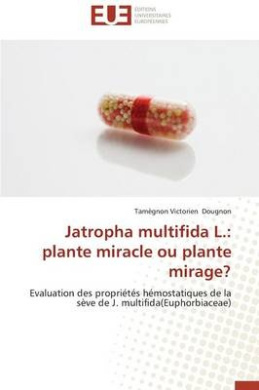 EUE
EDITIONS
UNIVERSITAIRES
EUROPEENNES
Tamègnon Victorien Dougnon
Jatropha multifida L.:
plante miracle ou plante
mirage?
Evaluation des propriétés hémostatiques de la
sève de J. multifida(Euphorbiaceae)